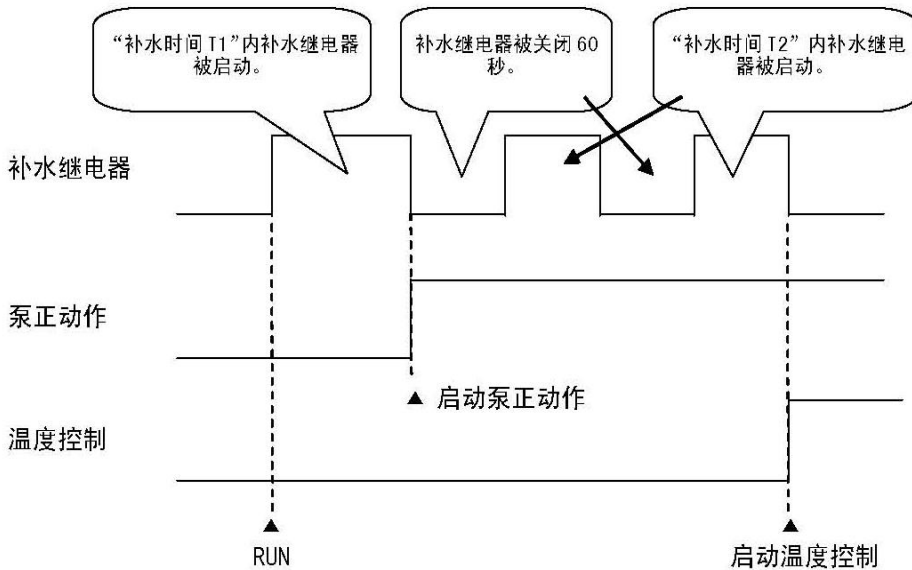 “补水时间 T1”内补水继电器
被启动。
补水继电器被关闭 60
秒。
“补水时间 T2” 内补水继电
器被启动。
补水继电器
泵正动作
▲ 启动泵正动作
温度控制
RUN
启动温度控制